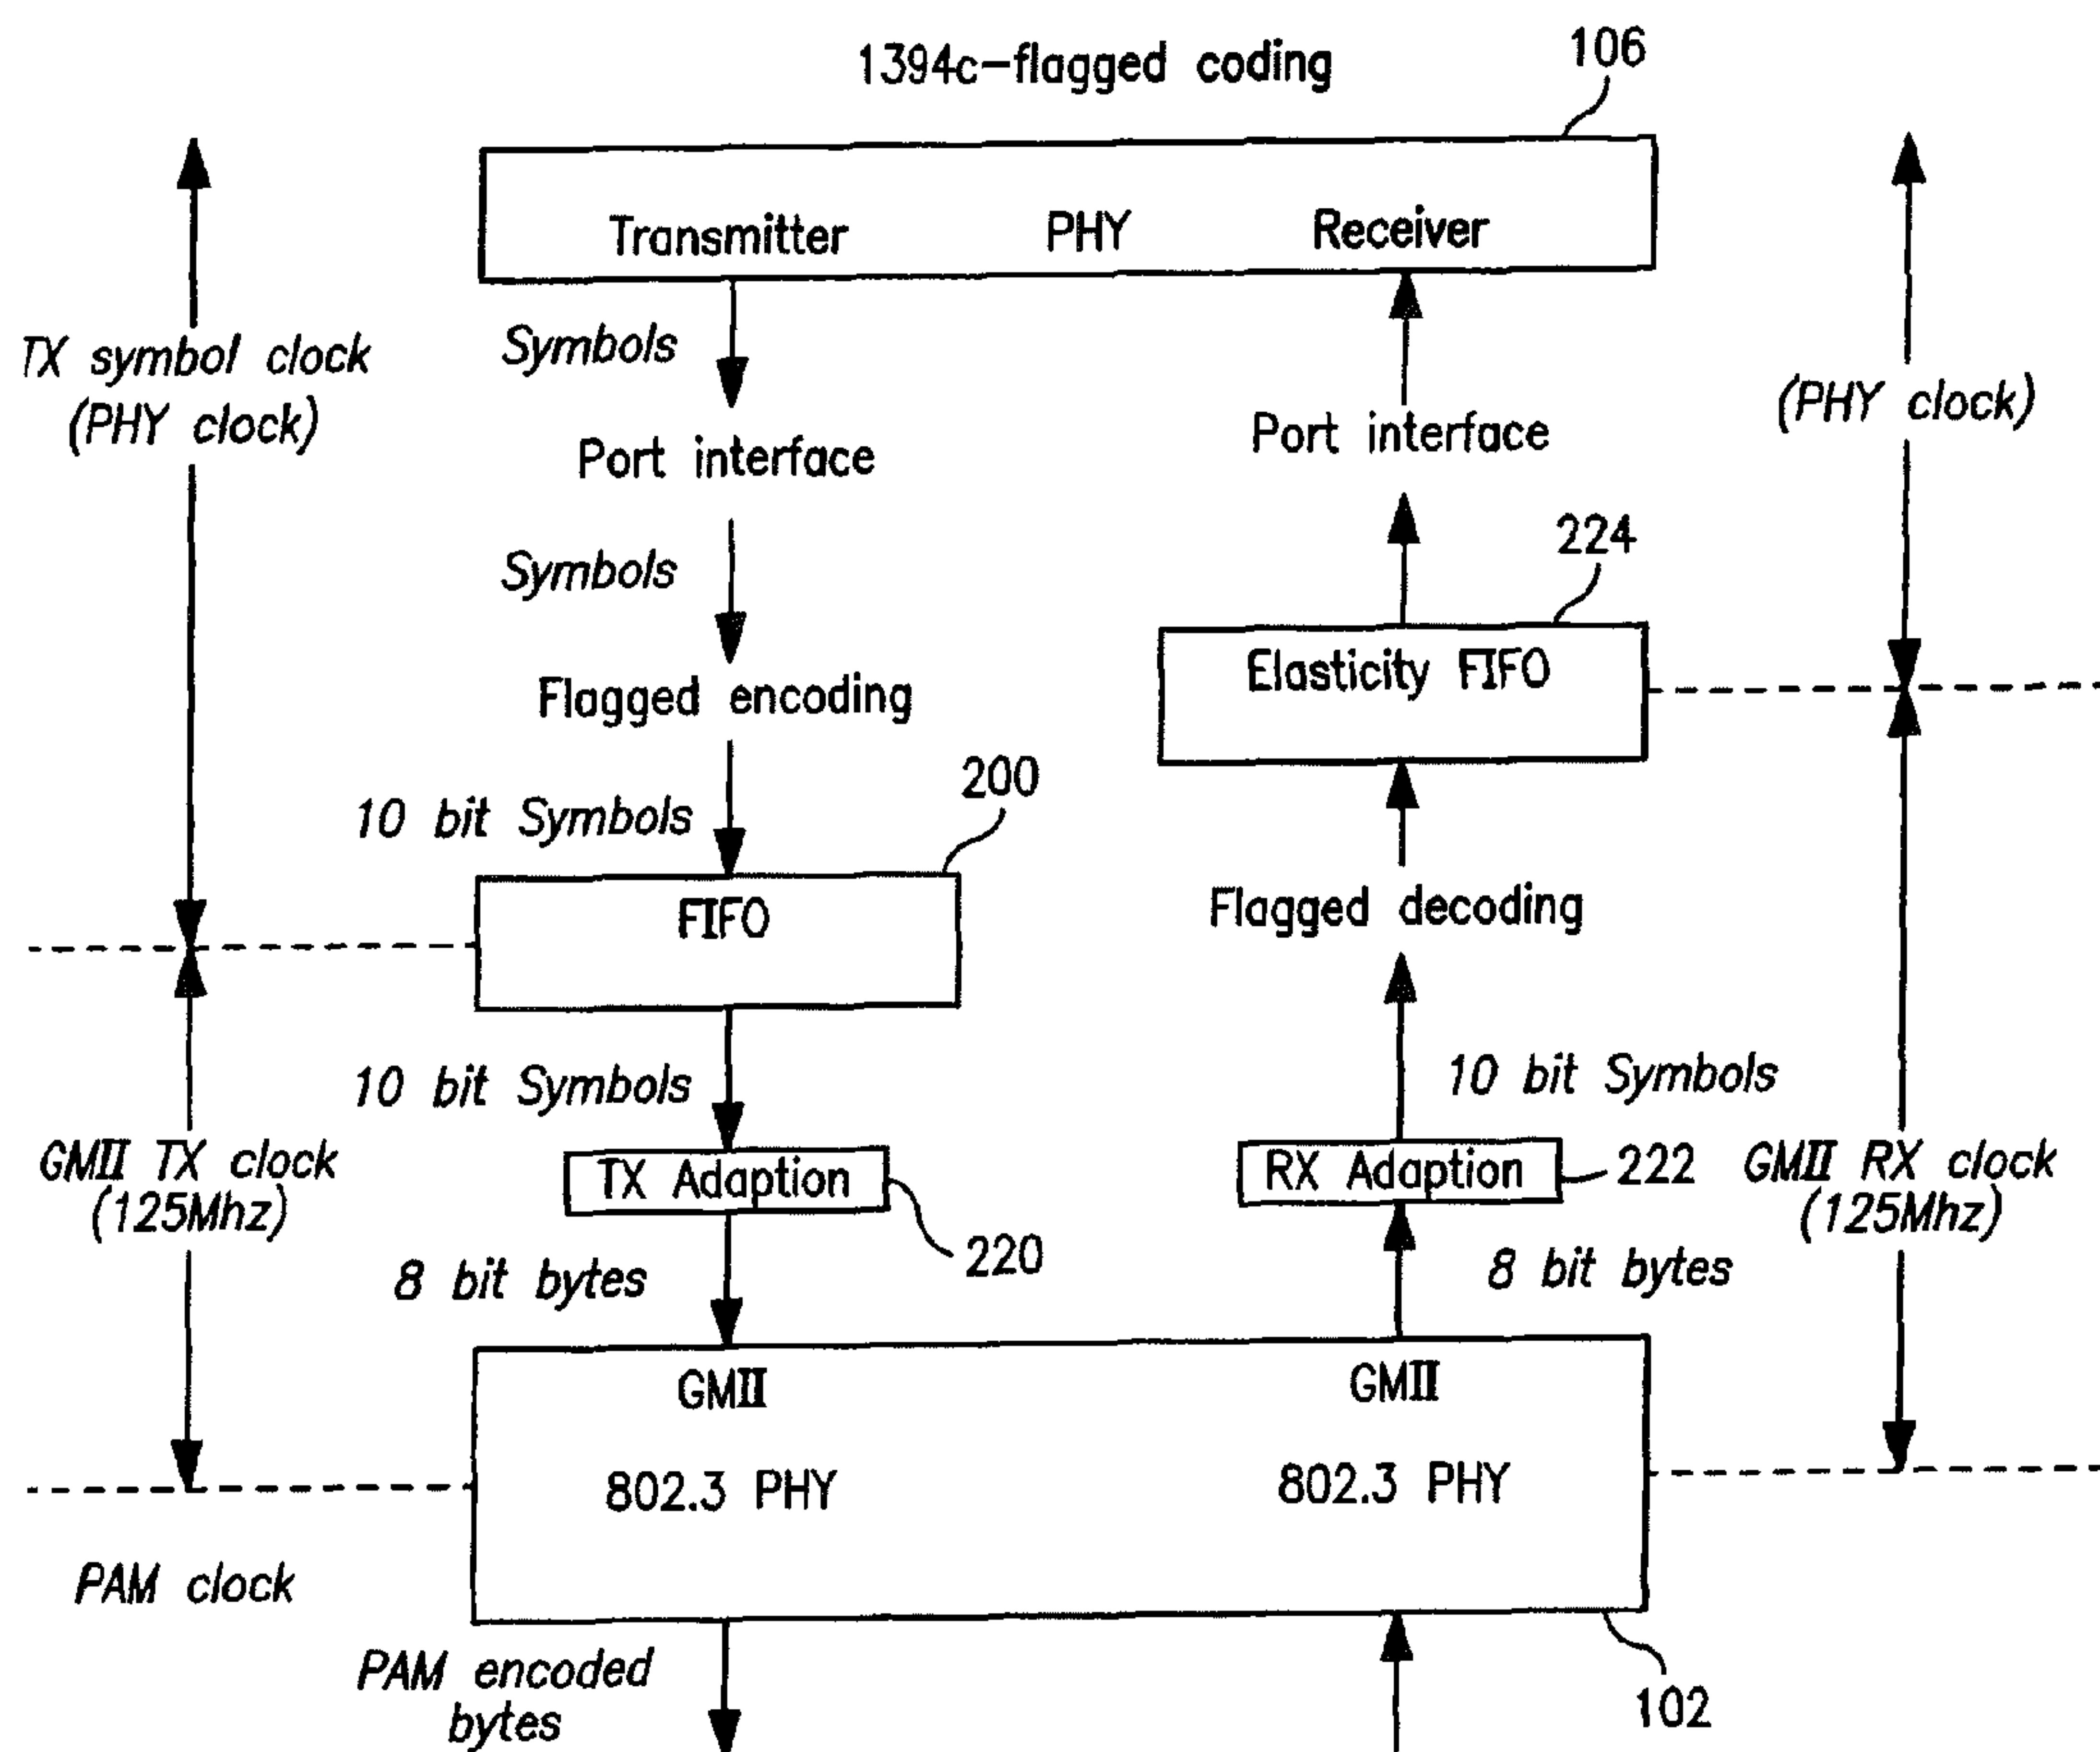 1394c-flagged coding
106
Transmitter PHY Receiver
TX symbol clock
(PHY clock)
Symbols
Port interface
Symbols
Flagged encoding
10 bit Symbols
200
FIFO
10 bit Symbols
TX Adaption
220
8 bit bytes
GMII TX clock
(125Mhz)
(PHY clock)
Port interface
224
Elasticity FIFO
Flagged decoding
10 bit Symbols
RX Adaption
222
8 bit bytes
GMII RX clock
(125Mhz)
GMII GMII
802.3 PHY 802.3 PHY
PAM clock
PAM encoded
bytes
102